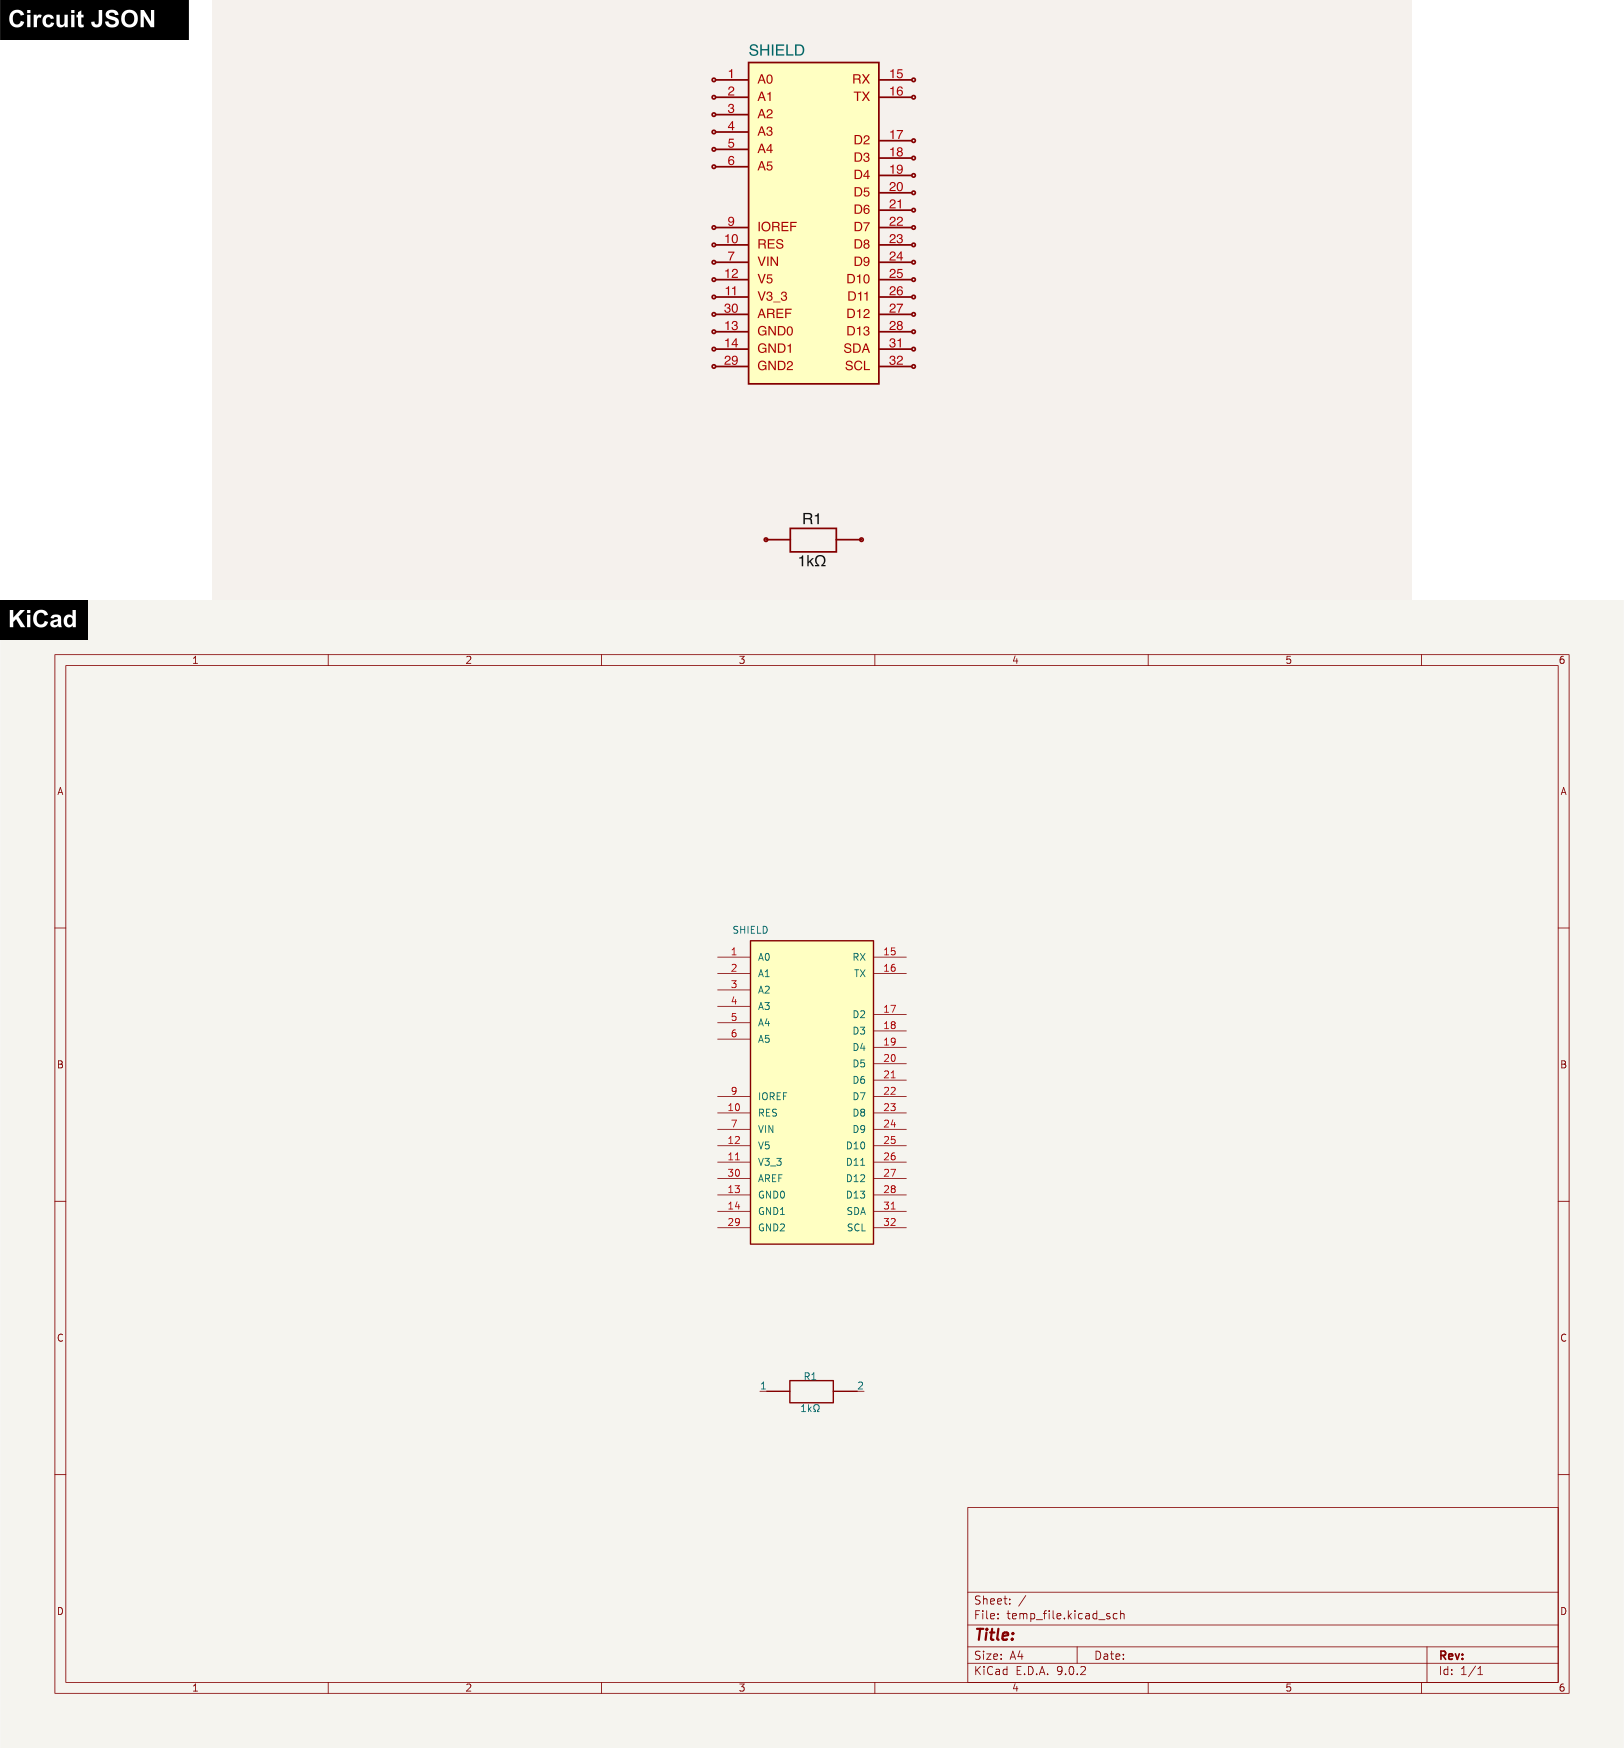 Circuit JSON
SHIELD
1 A0 RX 15
2 A1 TX 16
3 A2
4 A3 D2 17
5 A4 D3 18
6 A5 D4 19
D5 20
D6 21
9 IOREF D7 22
10 RES D8 23
7 VIN D9 24
12 V5 D10 25
11 V3_3 D11 26
30 AREF D12 27
13 GND0 D13 28
14 GND1 SDA 31
29 GND2 SCL 32
R1
1kΩ
KiCad
1 2 3 4 5 6
A A
SHIELD
1 A0 RX 15
2 A1 TX 16
3 A2
4 A3 D2 17
5 A4 D3 18
6 A5 D4 19
B D5 20 B
D6 21
9 IOREF D7 22
10 RES D8 23
7 VIN D9 24
12 V5 D10 25
11 V3_3 D11 26
30 AREF D12 27
13 GND0 D13 28
14 GND1 SDA 31
29 GND2 SCL 32
C C
R1
1 2
1kΩ
Sheet: /
D D
File: temp_file.kicad_sch
Title:
Size: A4 Date: Rev:
KiCad E.D.A. 9.0.2 Id: 1/1
1 2 3 4 5 6